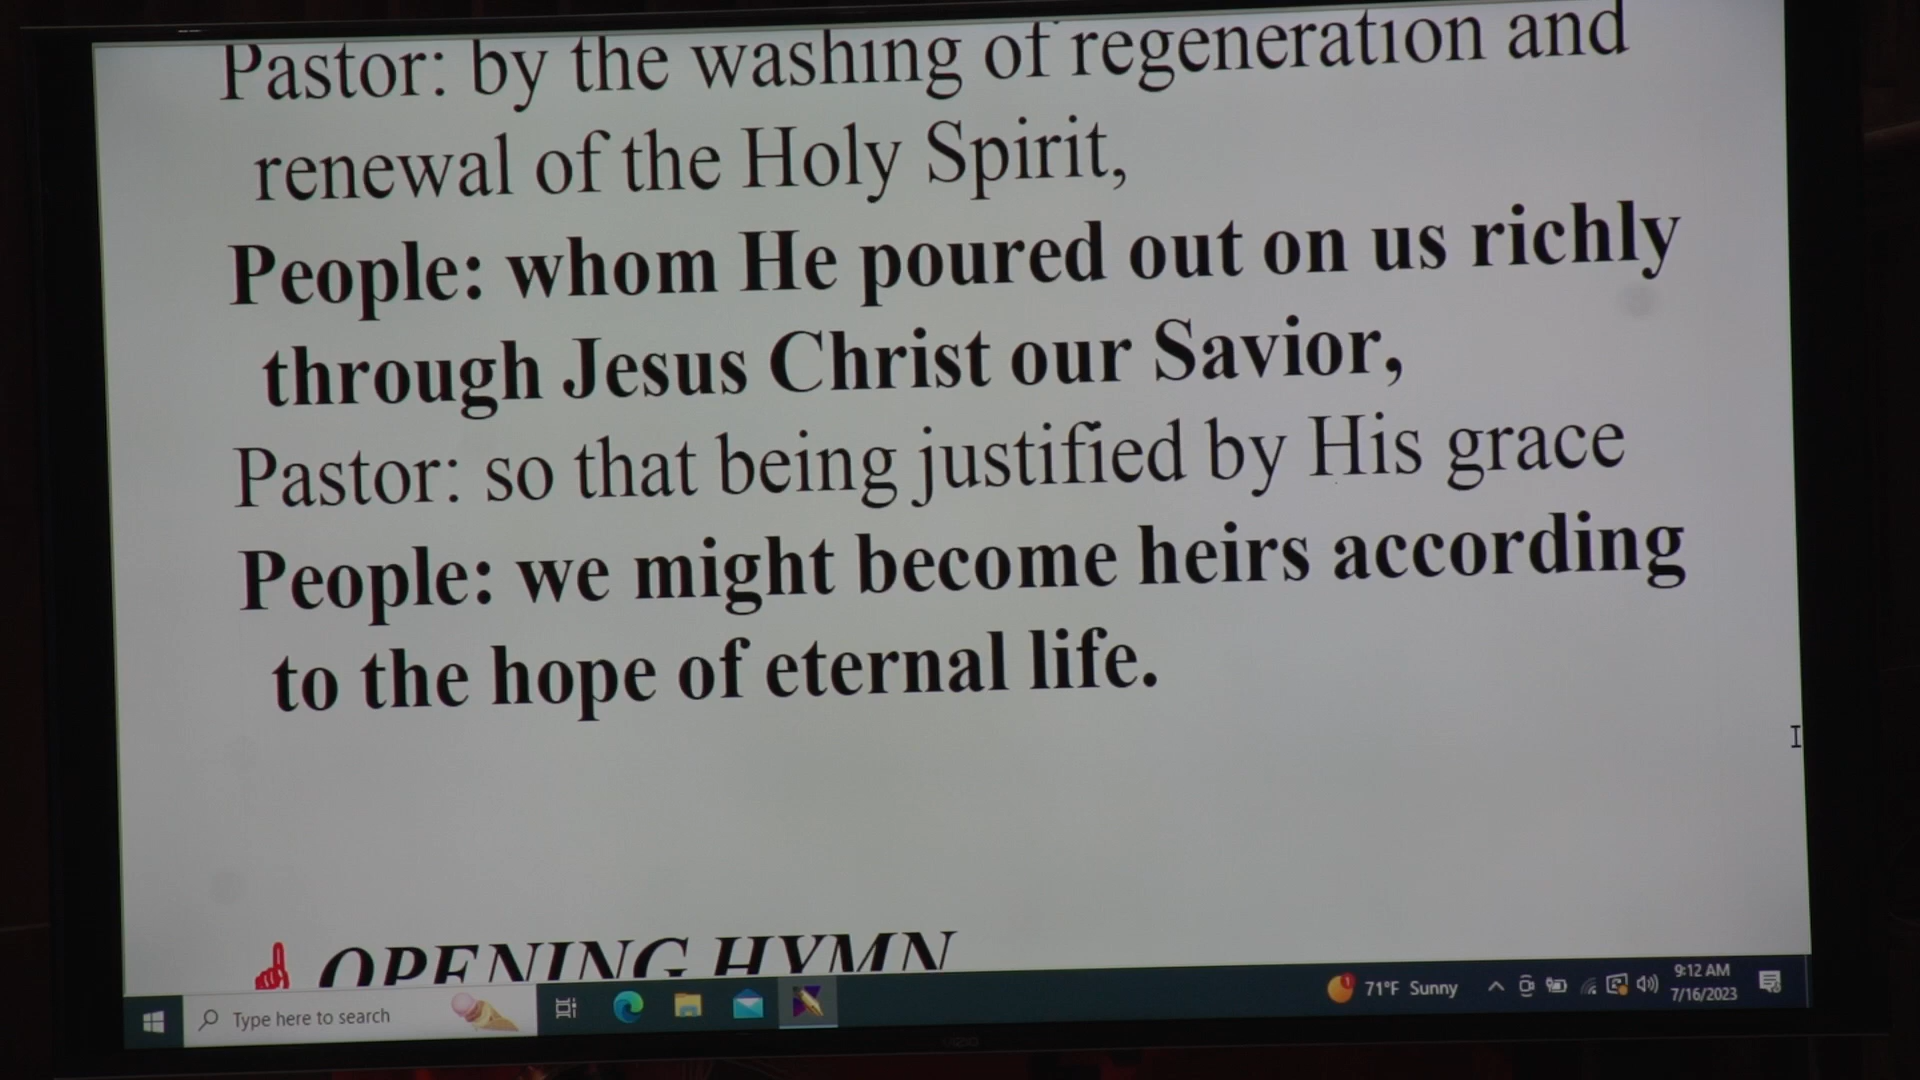 Pastor: by the washing of regeneration and
renewal of the Holy Spirit,
People: whom He poured out on us richly
through Jesus Christ our Savior,
Pastor: so that being justified by His grace
People: we might become heirs according
to the hope of eternal life.
OPENING HYMN
Type here to search
71°F Sunny
9:12 AM
7/16/2023